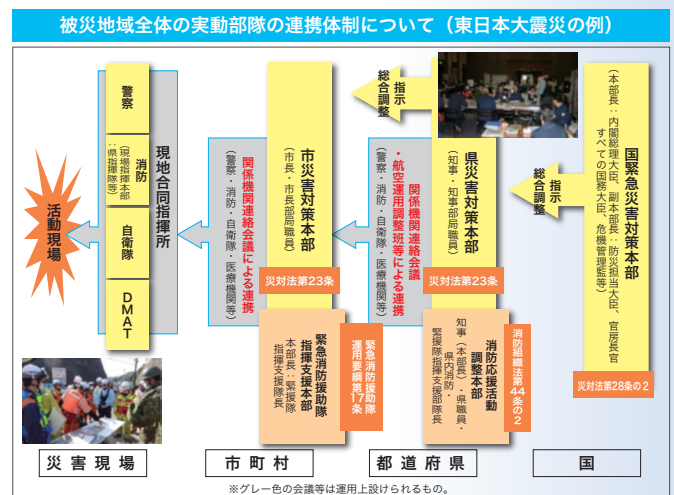 被災地域全体の実動部隊の連携体制について（東日本大震災の例）
国緊急災害対策本部
（本部長：内閣総理大臣、副本部長：防災担当大臣、官房長官
すべての国務大臣、危機管理監等）
災対法第28条の2
指示
総合調整
指示
総合調整
県災害対策本部
（知事・知事部局職員）
災対法第23条
関係機関連絡会議
・航空運用調整班等による連携
（警察・消防・自衛隊・医療機関等）
消防応援活動
調整本部
知事（本部長）・県職員・
県内消防・
緊援隊指揮支援部隊長
消防組織法第44条の2
市災害対策本部
（市長・市長部局職員）
災対法第23条
関係機関連絡会議による連携
（警察・消防・自衛隊・医療機関等）
緊急消防援助隊
指揮支援本部
本部長：緊援隊
指揮支援隊長
緊急消防援助隊
運用要綱第17条
現地合同指揮所
警察
消防
（現場指揮本部
：県指揮隊等）
自衛隊
DMAT
活動現場
災害現場
市町村
都道府県
国
※グレー色の会議等は運用上設けられるもの。